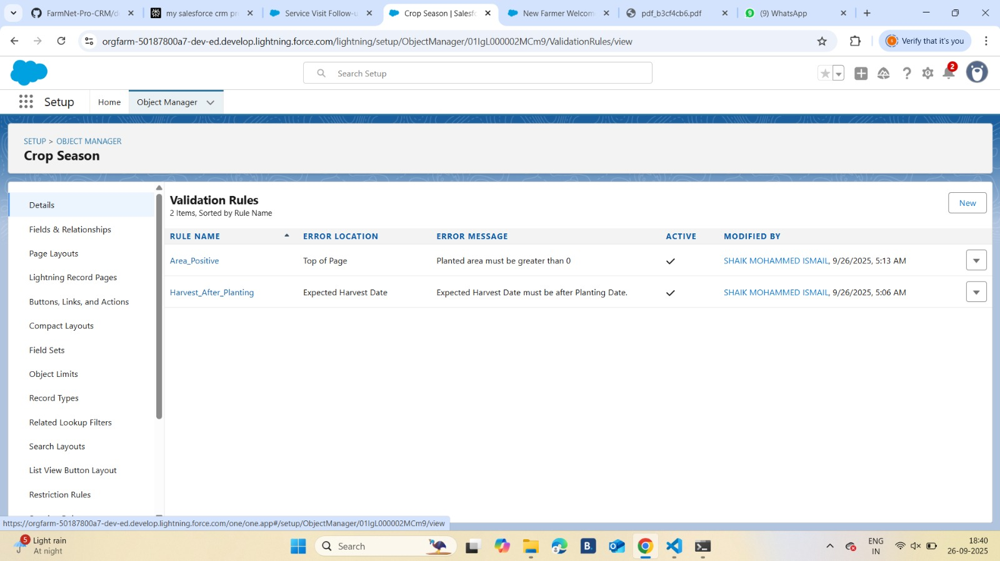 FarmNet-Pro-CRM/d
my salesforce crm pr
Service Visit Follow-u
Crop Season | Salesfo
New Farmer Welcom
pdf_b3cf4cb6.pdf
(9) WhatsApp
orgfarm-50187800a7-dev-ed.develop.lightning.force.com/lightning/setup/ObjectManager/01IgL000002MCm9/ValidationRules/view
Verify that it's you
Search Setup
2
Setup
Home
Object Manager
SETUP > OBJECT MANAGER
Crop Season
Details
Fields & Relationships
Page Layouts
Lightning Record Pages
Buttons, Links, and Actions
Compact Layouts
Field Sets
Object Limits
Record Types
Related Lookup Filters
Search Layouts
List View Button Layout
Restriction Rules
Validation Rules
2 Items, Sorted by Rule Name
New
RULE NAME ERROR LOCATION ERROR MESSAGE ACTIVE MODIFIED BY
Area_Positive Top of Page Planted area must be greater than 0 SHAIK MOHAMMED ISMAIL, 9/26/2025, 5:13 AM
Harvest_After_Planting Expected Harvest Date Expected Harvest Date must be after Planting Date. SHAIK MOHAMMED ISMAIL, 9/26/2025, 5:06 AM
https://orgfarm-50187800a7-dev-ed.develop.lightning.force.com/one/one.app#/setup/ObjectManager/01IgL000002MCm9/view
5
Light rain
At night
Search
B.
ENG
IN
18:40
26-09-2025